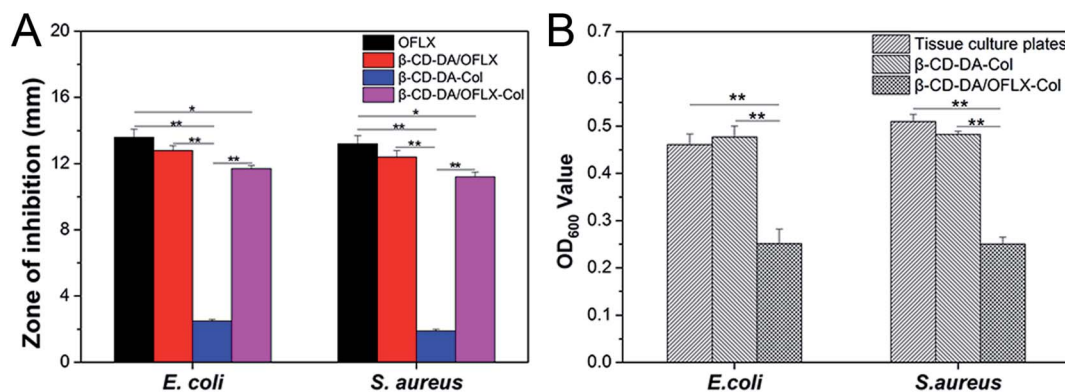 A
Zone of inhibition (mm)
20
16
12
8
4
0
OFLX
β-CD-DA/OFLX
β-CD-DA-Col
β-CD-DA/OFLX-Col
*
**
**
**
*
**
**
**
E. coli
S. aureus
B
OD600 Value
0.7
0.6
0.5
0.4
0.3
0.2
0.1
0.0
Tissue culture plates
β-CD-DA-Col
β-CD-DA/OFLX-Col
**
**
**
**
E.coli
S.aureus